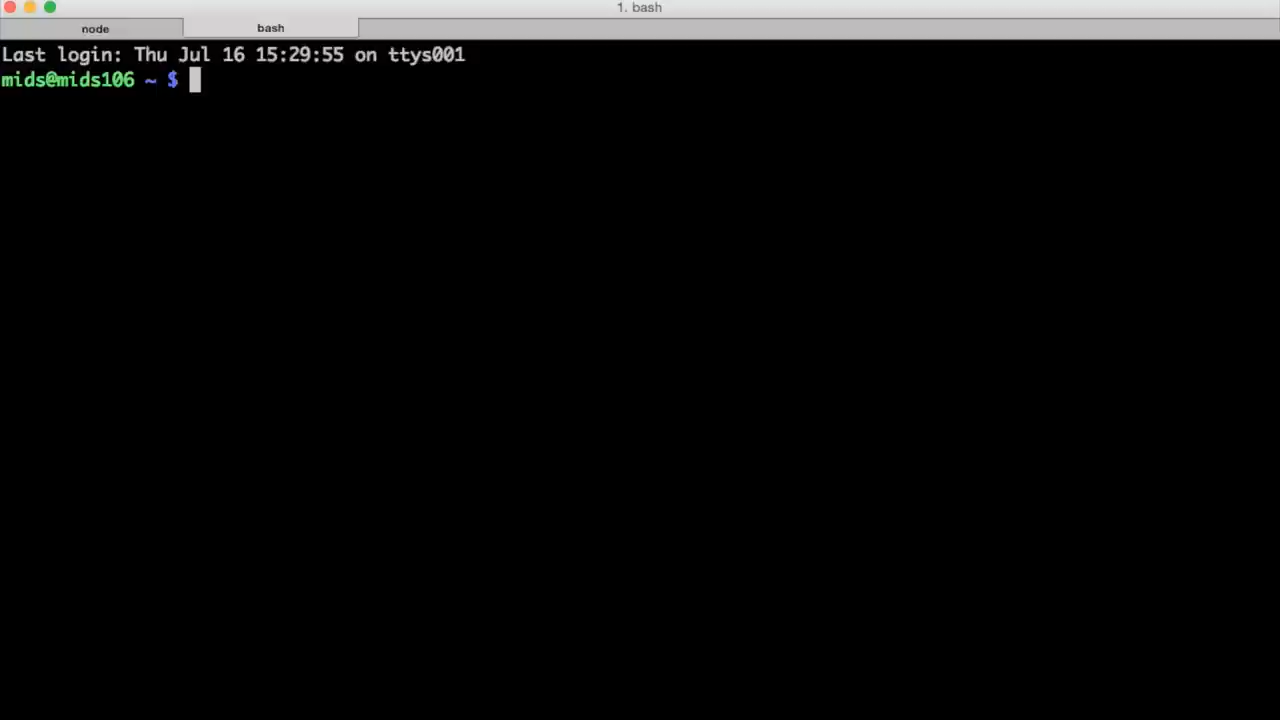 1. bash
node bash
Last login: Thu Jul 16 15:29:55 on ttys001
mids@mids106 ~ $